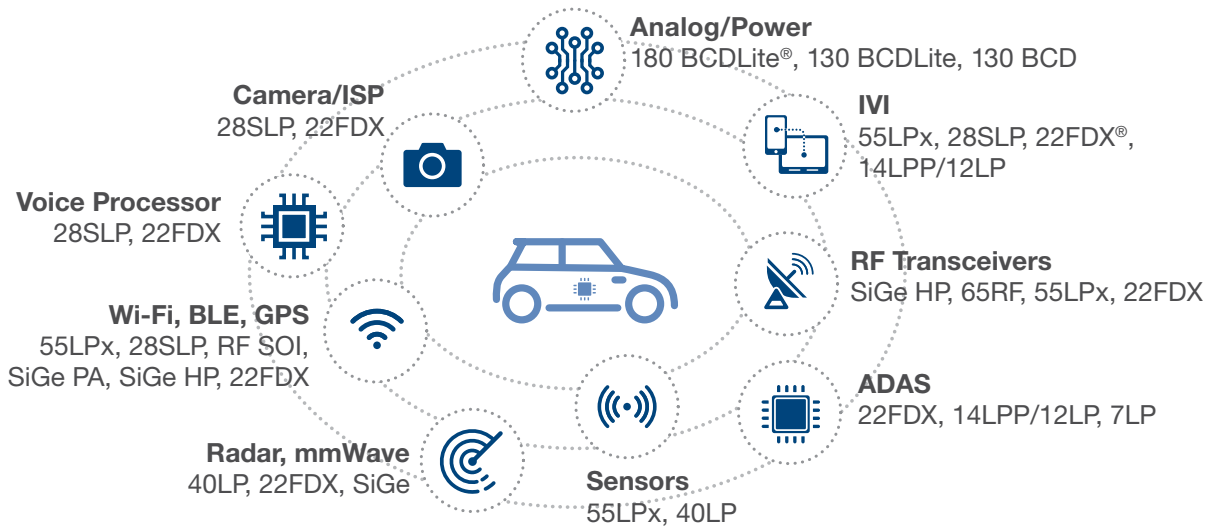 Analog/Power
180 BCDLite®, 130 BCDLite, 130 BCD
Camera/ISP
28SLP, 22FDX
IVI
55LPx, 28SLP, 22FDX®,
14LPP/12LP
Voice Processor
28SLP, 22FDX
RF Transceivers
SiGe HP, 65RF, 55LPx, 22FDX
Wi-Fi, BLE, GPS
55LPx, 28SLP, RF SOI,
SiGe PA, SiGe HP, 22FDX
ADAS
22FDX, 14LPP/12LP, 7LP
Radar, mmWave
40LP, 22FDX, SiGe
Sensors
55LPx, 40LP